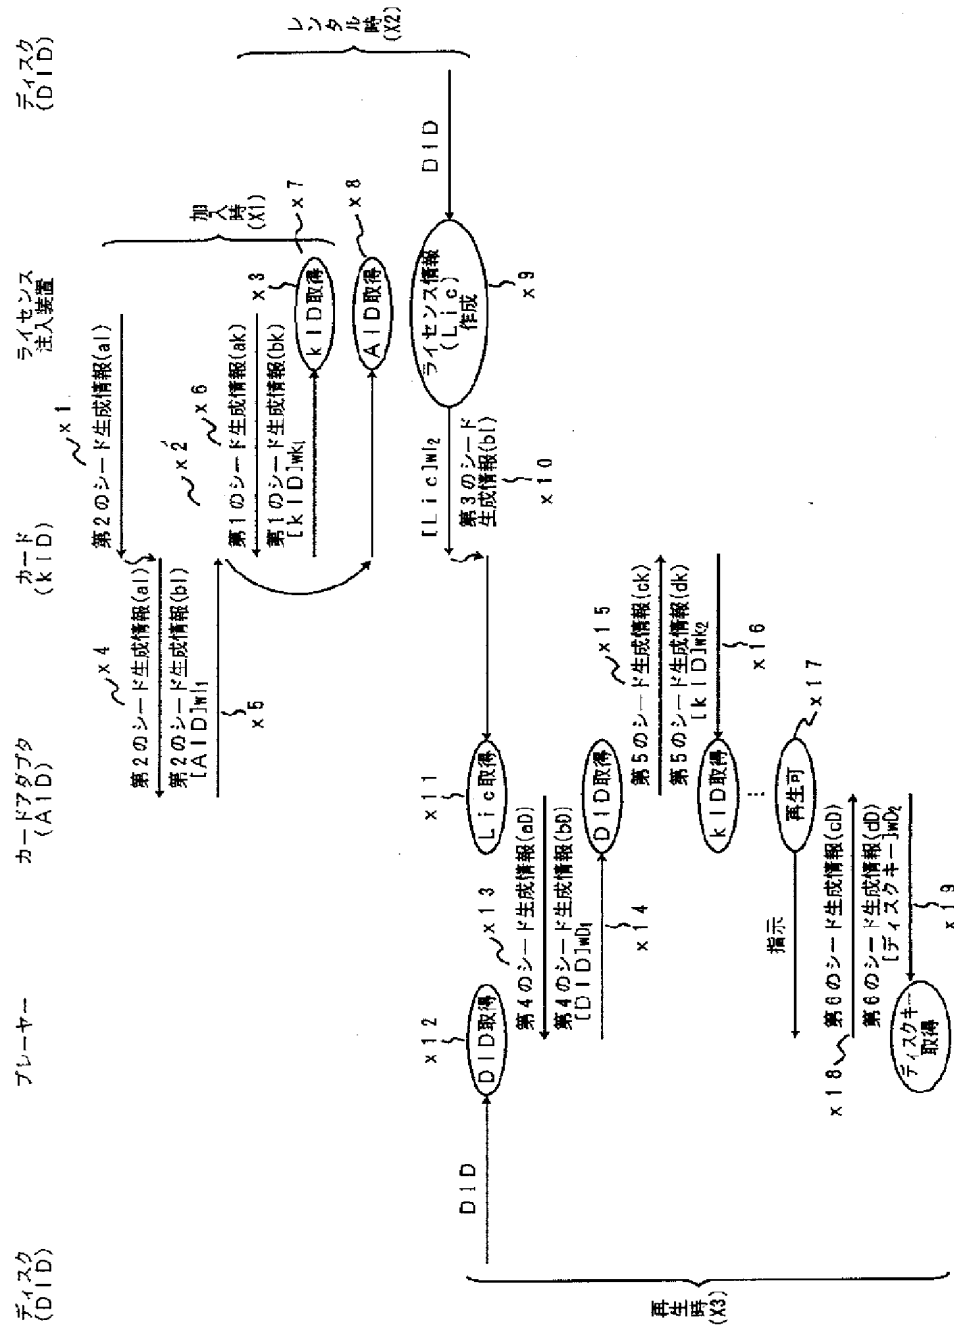 ディスク
(DID)
プレーヤー
カードアダプタ
(AID)
カード
(kID)
ライセンス
注入装置
ディスク
(DID)
x1
第2のシード生成情報(al)
加入時
(X1)
x2
x4
第2のシード生成情報(al)
第2のシード生成情報(bl)
[AID]wl₁
x5
x6
x3
第1のシード生成情報(ak)
第1のシード生成情報(bk)
[kID]wk₁
kID取得
x7
AID取得
x8
レンタル時
(X2)
DID
ライセンス情報
(Lic)
作成
x9
[Lic]wl₂
第3のシード
生成情報(bl)
x10
再生時
(X3)
DID
x12
DID取得
x11
Lic取得
x13
第4のシード生成情報(aD)
第4のシード生成情報(bD)
[DID]wD₁
x14
DID取得
x15
第5のシード生成情報(ck)
第5のシード生成情報(dk)
[kID]wk₂
x16
kID取得
再生可
x17
指示
x18
第6のシード生成情報(cD)
第6のシード生成情報(dD)
[ディスクキー]wD₂
x19
ディスクキー
取得